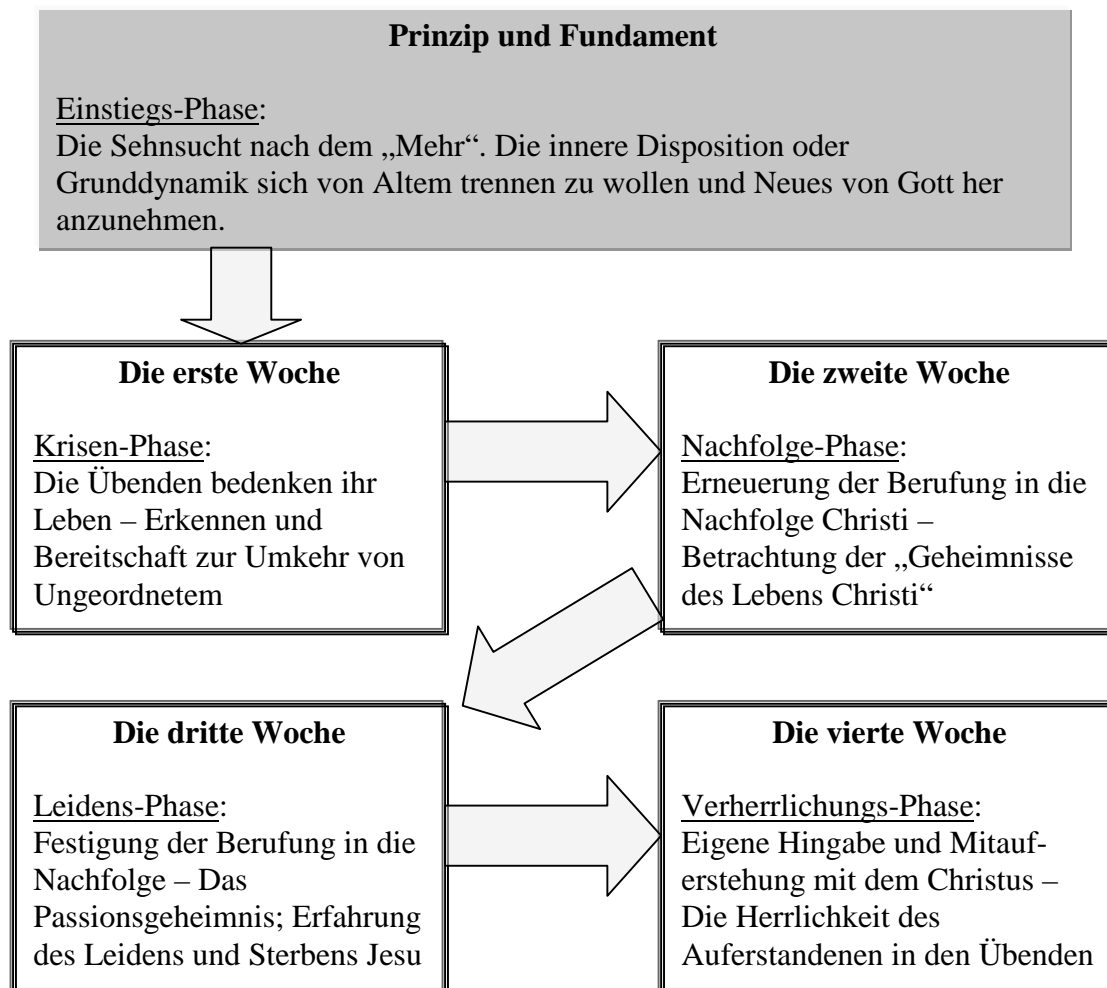 Prinzip und Fundament
Einstiegs-Phase:
Die Sehnsucht nach dem „Mehr“. Die innere Disposition oder
Grunddynamik sich von Altem trennen zu wollen und Neues von Gott her
anzunehmen.
Die erste Woche
Krisen-Phase:
Die Übenden bedenken ihr
Leben – Erkennen und
Bereitschaft zur Umkehr von
Ungeordnetem
Die zweite Woche
Nachfolge-Phase:
Erneuerung der Berufung in die
Nachfolge Christi –
Betrachtung der „Geheimnisse
des Lebens Christi“
Die dritte Woche
Leidens-Phase:
Festigung der Berufung in die
Nachfolge – Das
Passionsgeheimnis; Erfahrung
des Leidens und Sterbens Jesu
Die vierte Woche
Verherrlichungs-Phase:
Eigene Hingabe und Mitauf-
erstehung mit dem Christus –
Die Herrlichkeit des
Auferstandenen in den Übenden